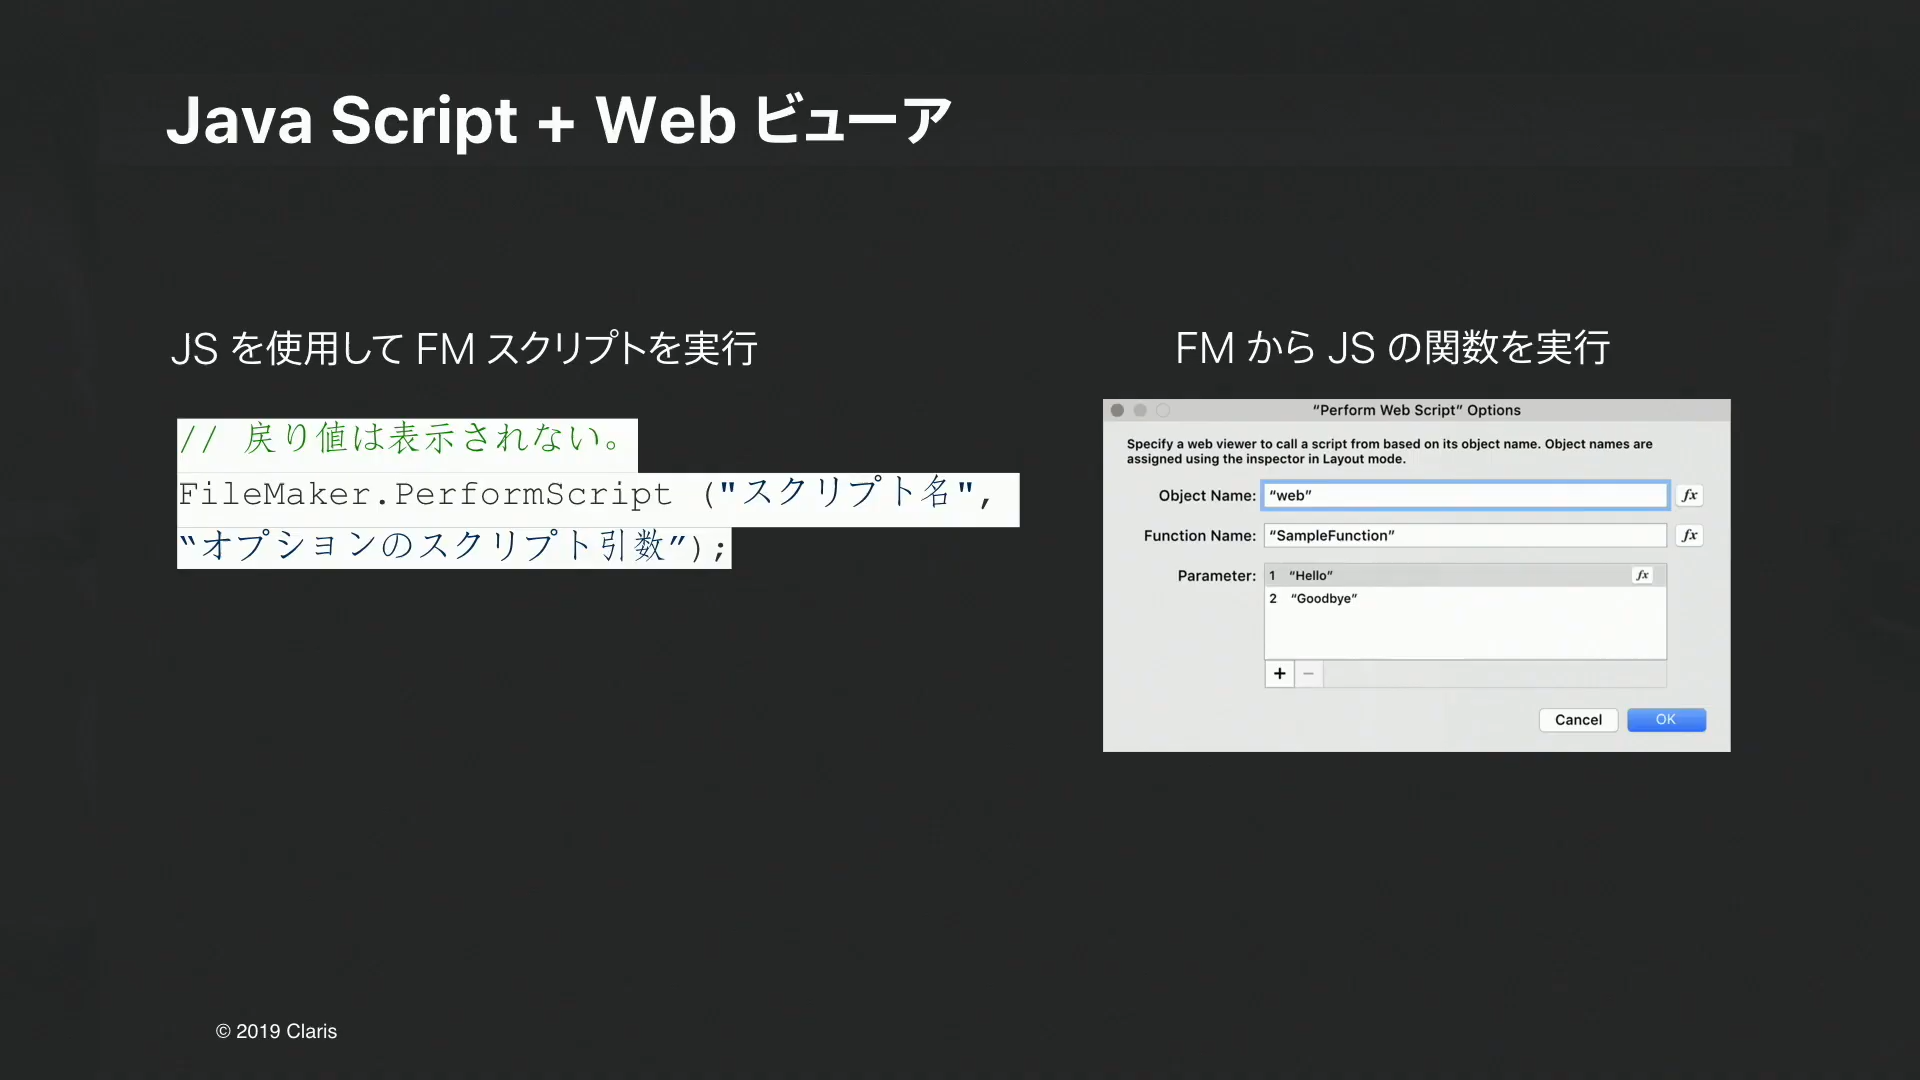 Java Script + Web ビューア
JS を使用して FM スクリプトを実行
// 戻り値は表示されない。
FileMaker.PerformScript ("スクリプト名",
“オプションのスクリプト引数”);
FM から JS の関数を実行
“Perform Web Script” Options
Specify a web viewer to call a script from based on its object name. Object names are
assigned using the inspector in Layout mode.
Object Name: “web” fx
Function Name: “SampleFunction” fx
Parameter: 1 “Hello” fx
2 “Goodbye”
+ −
Cancel OK
© 2019 Claris